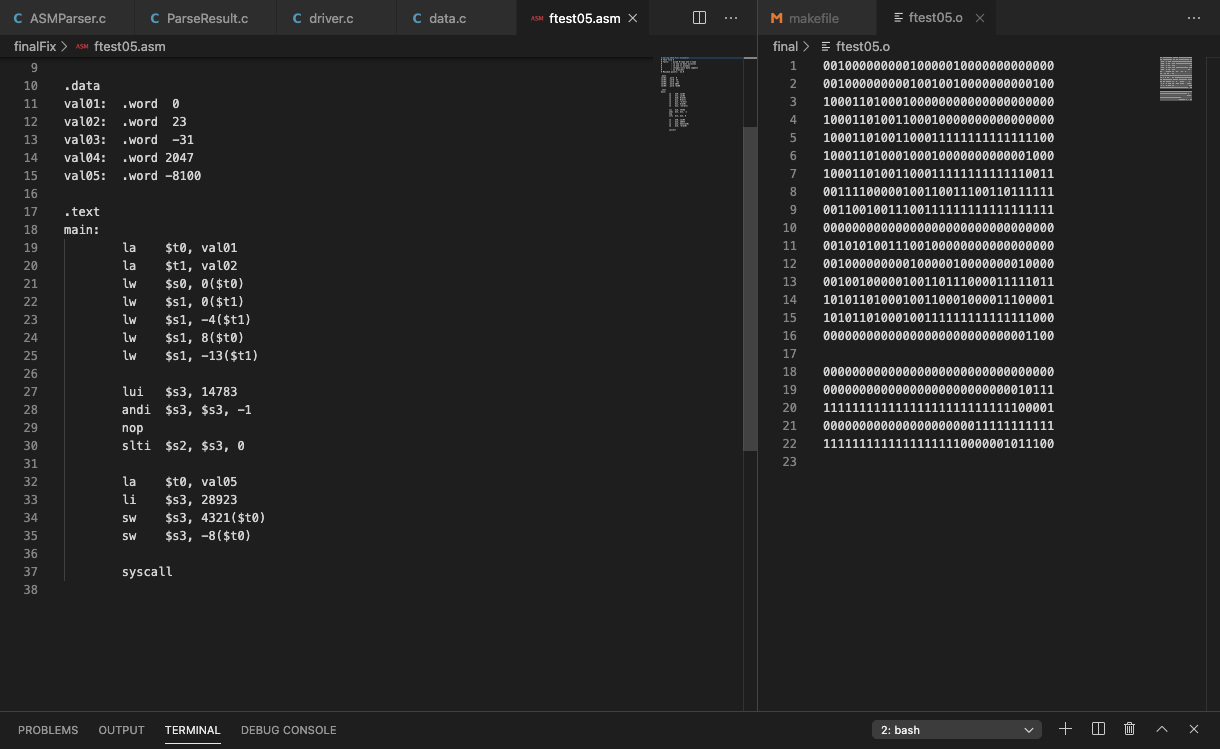 ASMParser.c
ParseResult.c
driver.c
data.c
ftest05.asm
makefile
ftest05.o
finalFix > ftest05.asm
final > ftest05.o
9
10 .data
11 val01: .word 0
12 val02: .word 23
13 val03: .word -31
14 val04: .word 2047
15 val05: .word -8100
16
17 .text
18 main:
19 la $t0, val01
20 la $t1, val02
21 lw $s0, 0($t0)
22 lw $s1, 0($t1)
23 lw $s1, -4($t1)
24 lw $s1, 8($t0)
25 lw $s1, -13($t1)
26
27 lui $s3, 14783
28 andi $s3, $s3, -1
29 nop
30 slti $s2, $s3, 0
31
32 la $t0, val05
33 li $s3, 28923
34 sw $s3, 4321($t0)
35 sw $s3, -8($t0)
36
37 syscall
38
1 00100000000010000010000000000000
2 00100000000010010010000000000100
3 10001101000100000000000000000000
4 10001101001100010000000000000000
5 10001101001100011111111111111100
6 10001101000100010000000000001000
7 10001101001100011111111111110011
8 00111100000100110011100110111111
9 00110010011100111111111111111111
10 00000000000000000000000000000000
11 00101010011100100000000000000000
12 00100000000010000010000000010000
13 00100100000100110111000011111011
14 10101101000100110001000011100001
15 10101101000100111111111111111000
16 00000000000000000000000000001100
17
18 00000000000000000000000000000000
19 00000000000000000000000000010111
20 11111111111111111111111111100001
21 00000000000000000000011111111111
22 11111111111111111110000001011100
23
PROBLEMS OUTPUT TERMINAL DEBUG CONSOLE
2: bash